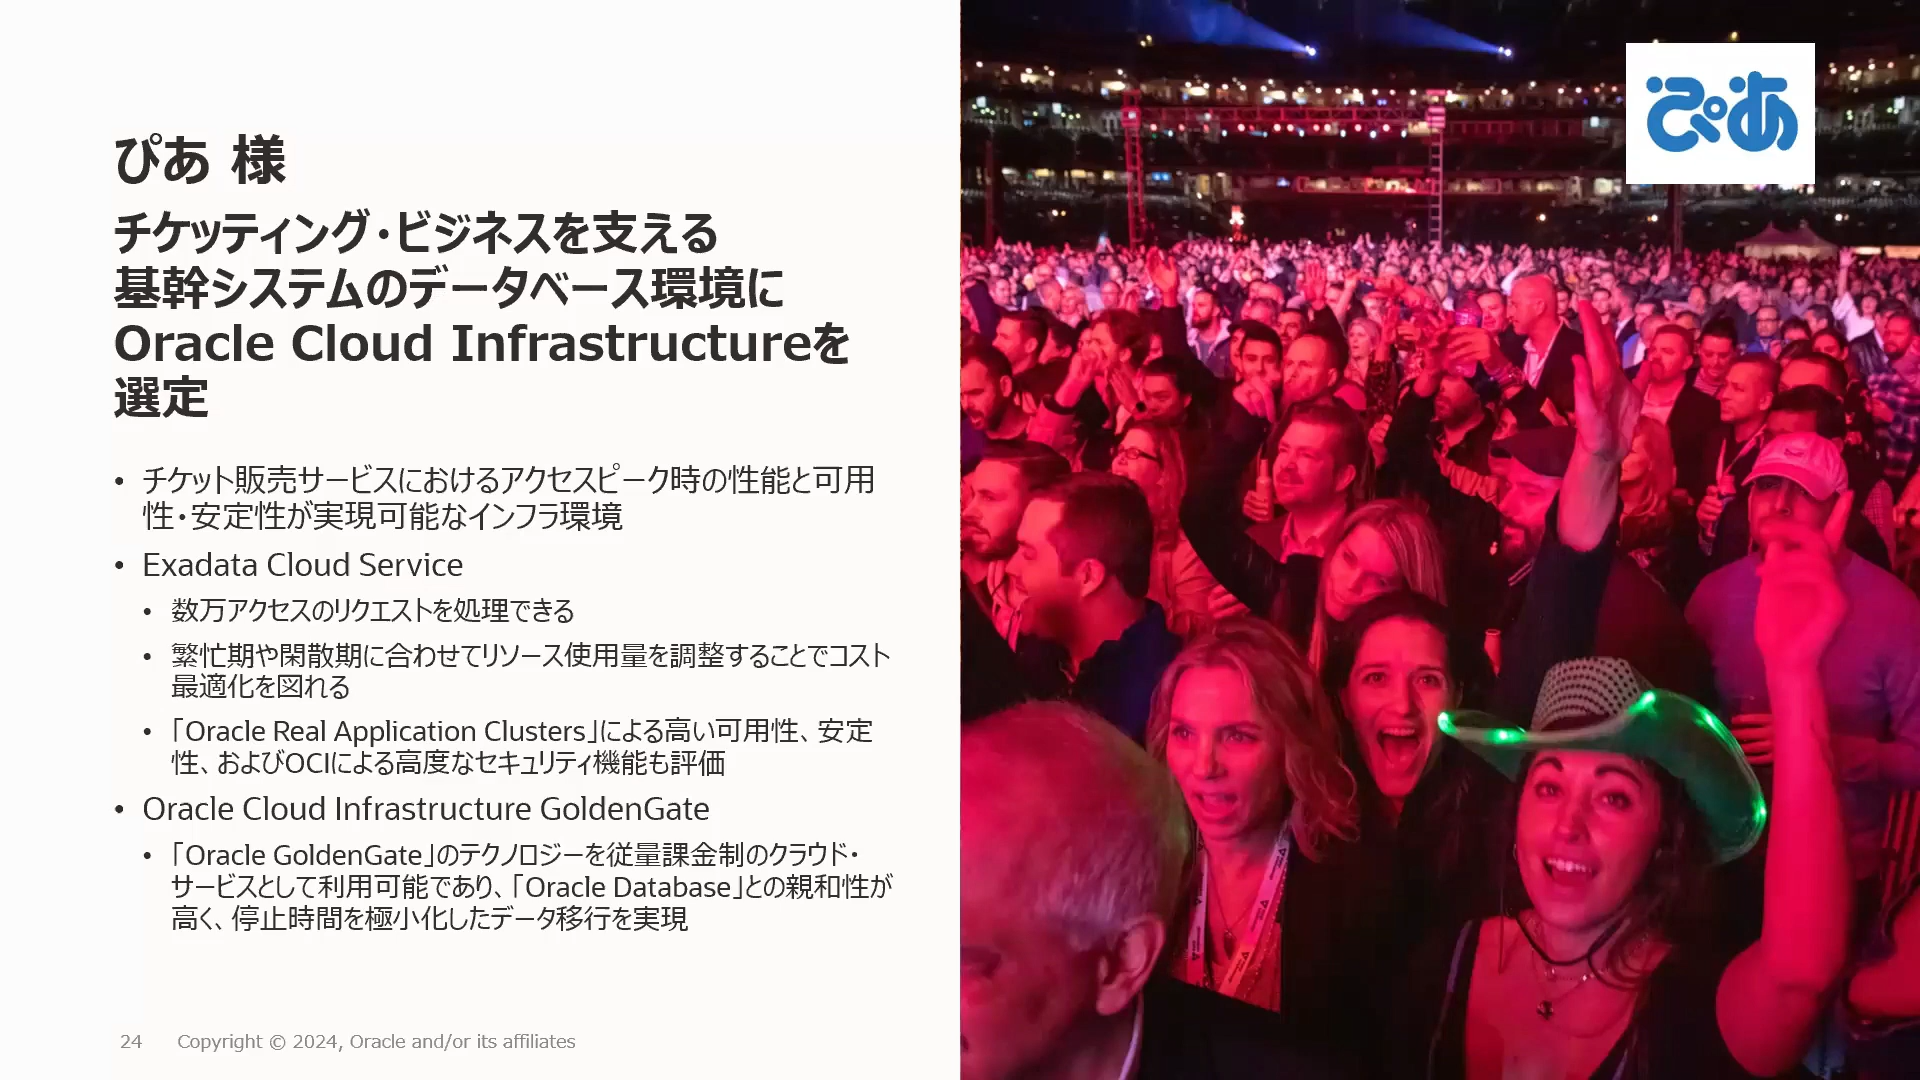 ぴあ 様
チケッティング・ビジネスを支える
基幹システムのデータベース環境に
Oracle Cloud Infrastructureを
選定
• チケット販売サービスにおけるアクセスピーク時の性能と可用
性・安定性が実現可能なインフラ環境
• Exadata Cloud Service
• 数万アクセスのリクエストを処理できる
• 繁忙期や閑散期に合わせてリソース使用量を調整することでコスト
最適化を図れる
• 「Oracle Real Application Clusters」による高い可用性、安定
性、およびOCIによる高度なセキュリティ機能も評価
• Oracle Cloud Infrastructure GoldenGate
• 「Oracle GoldenGate」のテクノロジーを従量課金制のクラウド・
サービスとして利用可能であり、「Oracle Database」との親和性が
高く、停止時間を極小化したデータ移行を実現
24 Copyright © 2024, Oracle and/or its affiliates
ぴあ